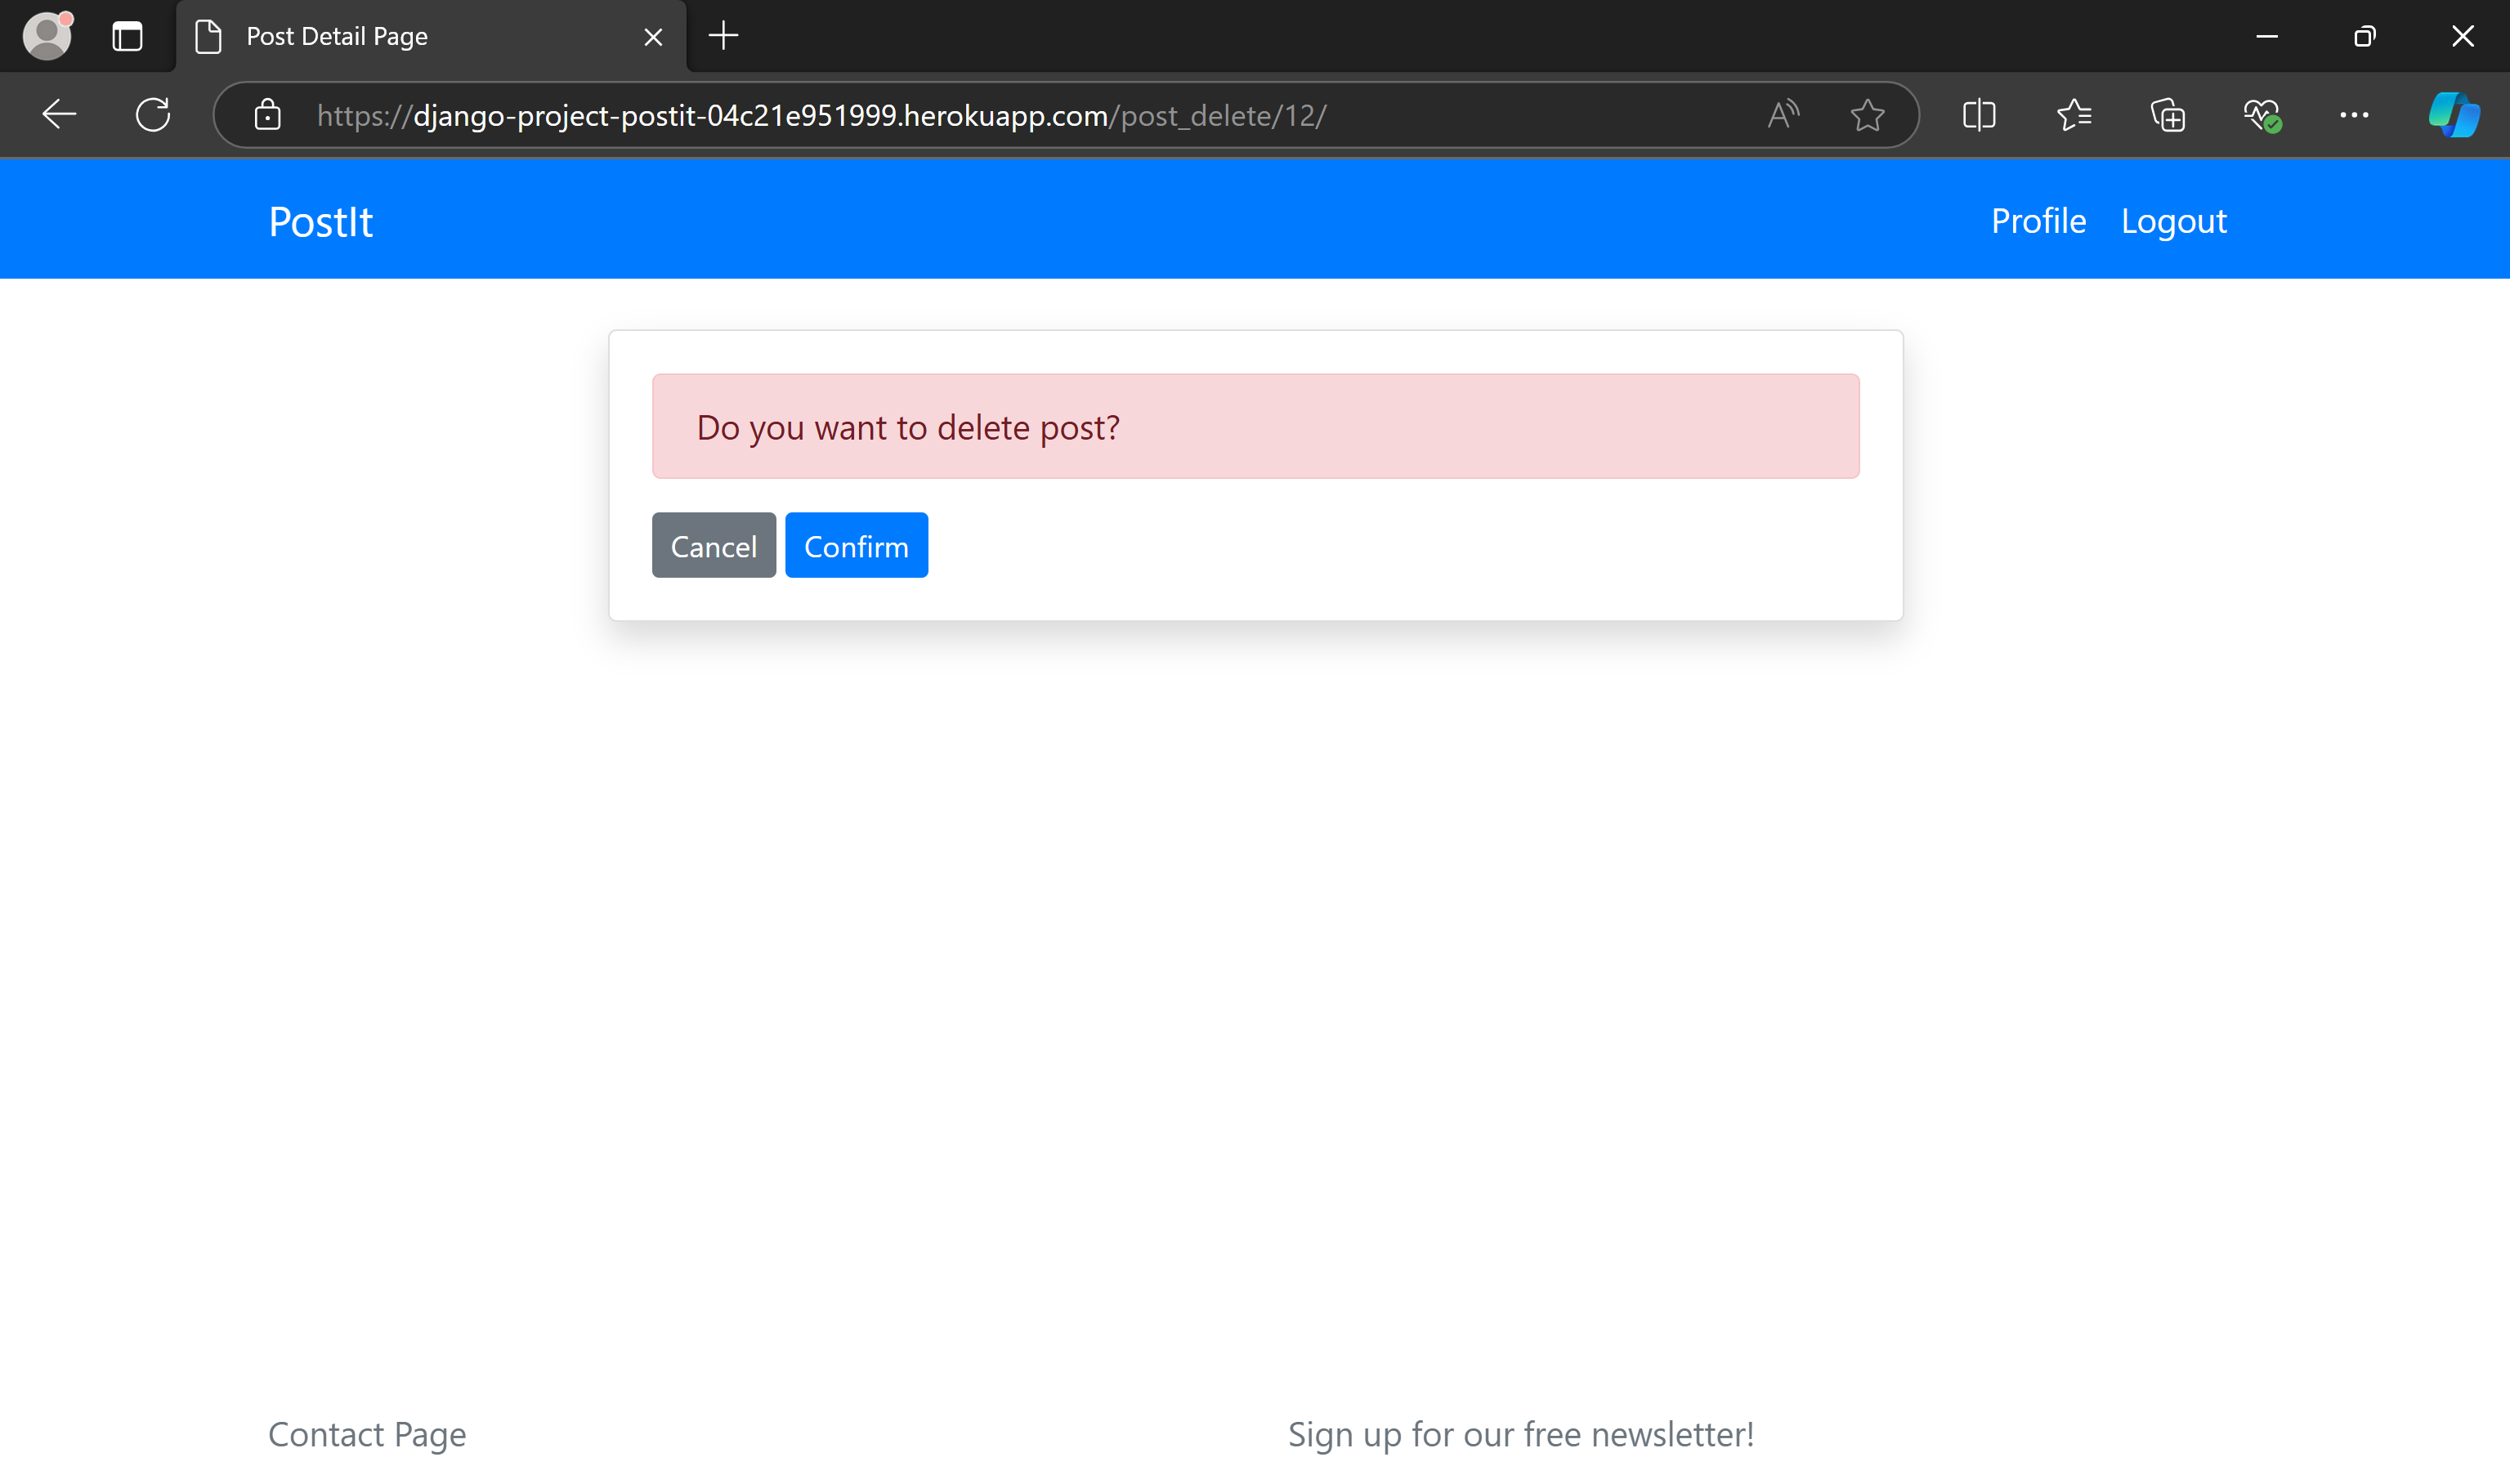 Post Detail Page
https://django-project-postit-04c21e951999.herokuapp.com/post_delete/12/
PostIt
Profile Logout
Do you want to delete post?
Cancel Confirm
Contact Page
Sign up for our free newsletter!